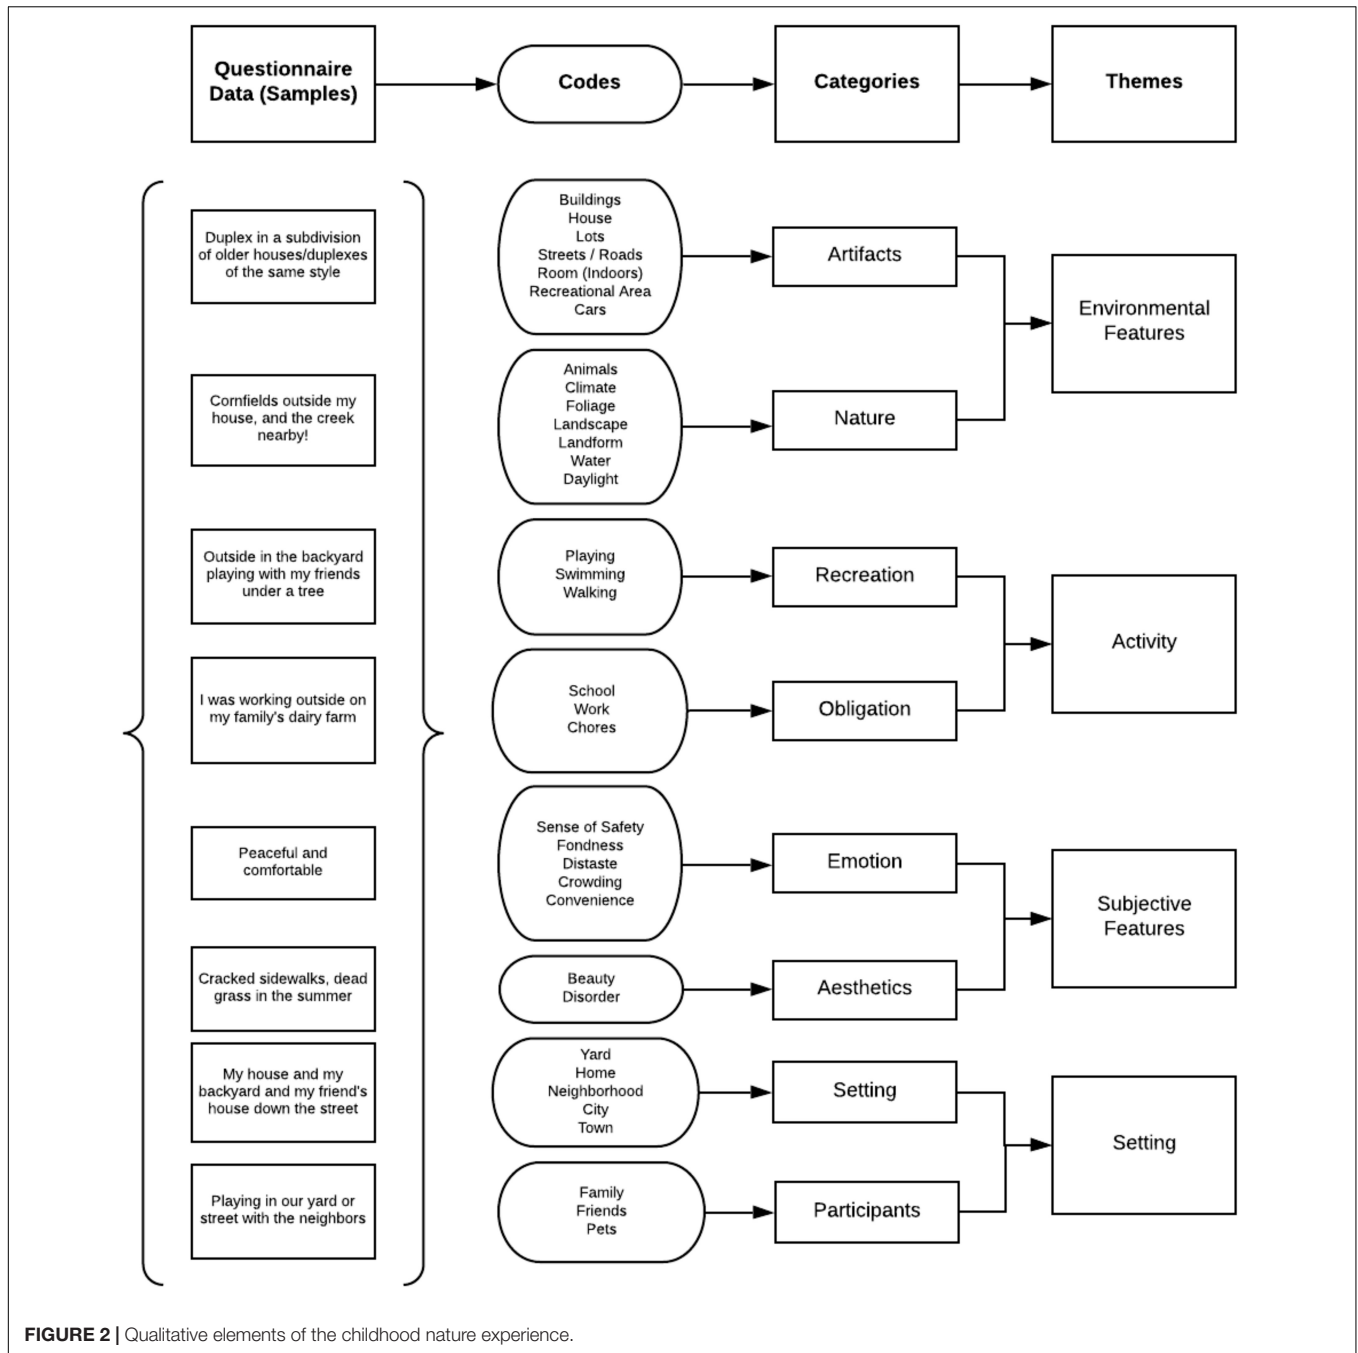 Questionnaire
Data (Samples)
Codes
Categories
Themes
Duplex in a subdivision
of older houses/duplexes
of the same style
Buildings
House
Lots
Streets / Roads
Room (Indoors)
Recreational Area
Cars
Artifacts
Environmental
Features
Cornfields outside my
house, and the creek
nearby!
Animals
Climate
Foliage
Landscape
Landform
Water
Daylight
Nature
Outside in the backyard
playing with my friends
under a tree
Playing
Swimming
Walking
Recreation
Activity
I was working outside on
my family's dairy farm
School
Work
Chores
Obligation
Peaceful and
comfortable
Sense of Safety
Fondness
Distaste
Crowding
Convenience
Emotion
Subjective
Features
Cracked sidewalks, dead
grass in the summer
Beauty
Disorder
Aesthetics
My house and my
backyard and my friend's
house down the street
Yard
Home
Neighborhood
City
Town
Setting
Setting
Playing in our yard or
street with the neighbors
Family
Friends
Pets
Participants
FIGURE 2 | Qualitative elements of the childhood nature experience.